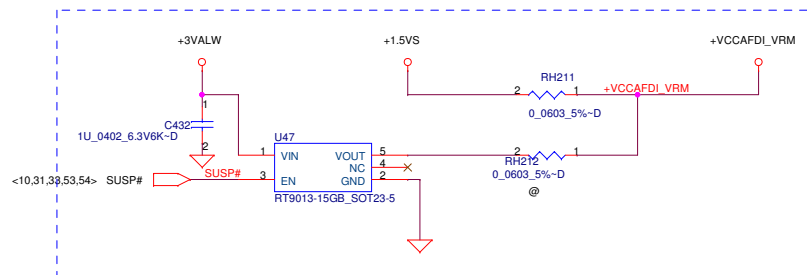 +3VALW
+1.5VS
+VCCAFDI_VRM
RH211
2
1
+VCCAFDI_VRM
0_0603_5%~D
1
C432
1U_0402_6.3V6K~D
2
U47
1
VIN
VOUT
5
2
1
RH212
NC
4
0_0603_5%~D
<10,31,33,53,54>
SUSP#
SUSP#
3
EN
GND
2
@
RT9013-15GB_SOT23-5